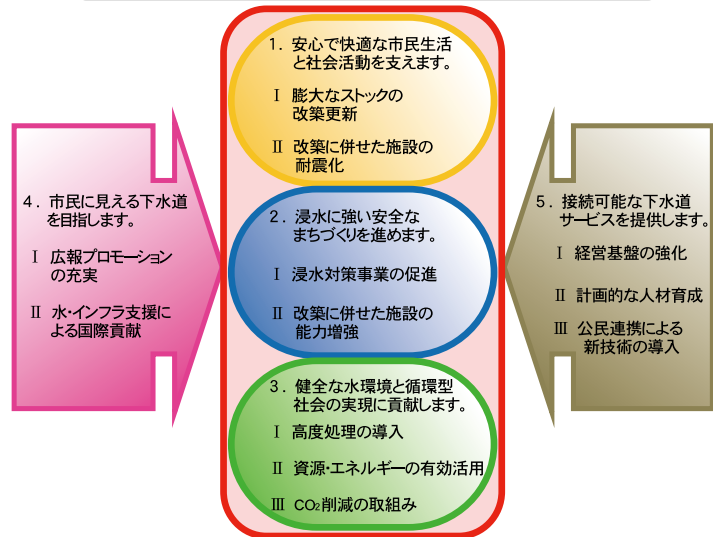 1. 安心で快適な市民生活
と社会活動を支えます。
Ⅰ 膨大なストックの
改築更新
Ⅱ 改築に併せた施設の
耐震化
2. 浸水に強い安全な
まちづくりを進めます。
Ⅰ 浸水対策事業の促進
Ⅱ 改築に併せた施設の
能力増強
3. 健全な水環境と循環型
社会の実現に貢献します。
Ⅰ 高度処理の導入
Ⅱ 資源・エネルギーの有効活用
Ⅲ CO₂削減の取組み
4. 市民に見える下水道
を目指します。
Ⅰ 広報プロモーション
の充実
Ⅱ 水・インフラ支援に
よる国際貢献
5. 接続可能な下水道
サービスを提供します。
Ⅰ 経営基盤の強化
Ⅱ 計画的な人材育成
Ⅲ 公民連携による
新技術の導入